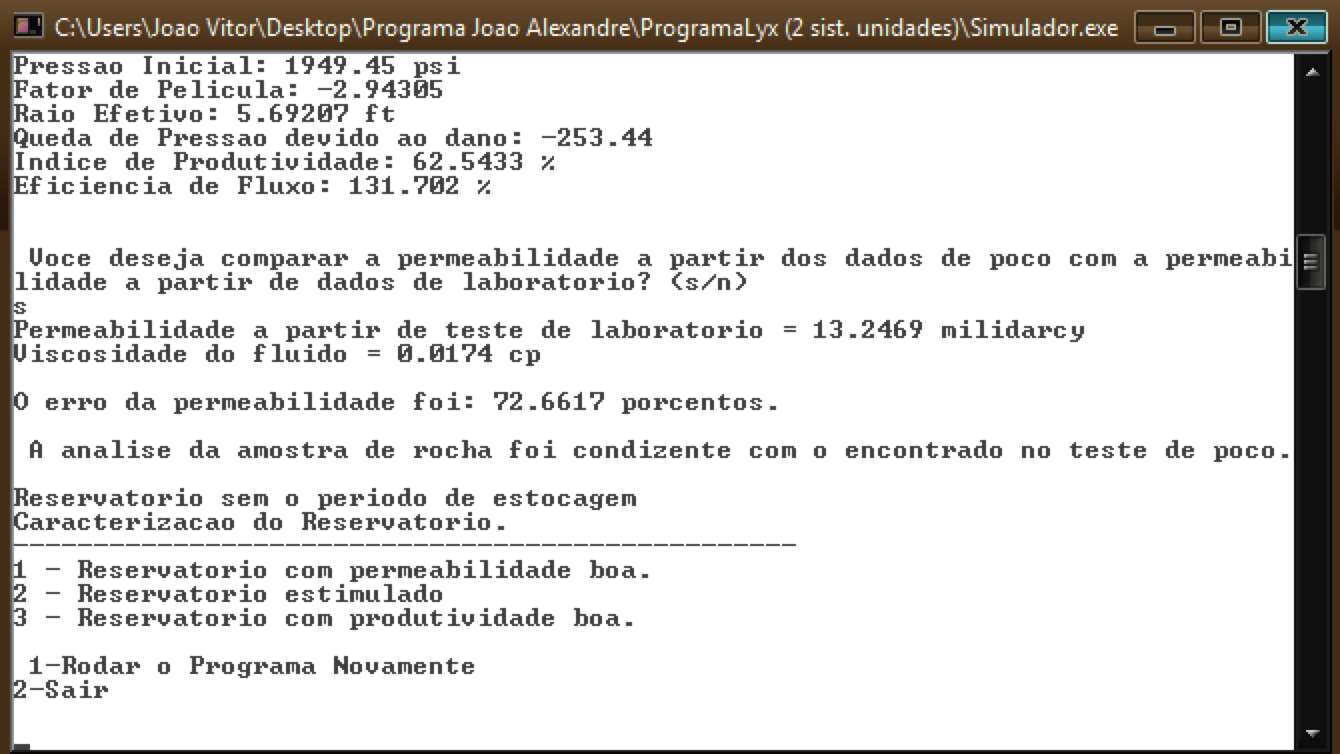 C:\Users\Joao Vitor\Desktop\Programa Joao Alexandre\ProgramaLyx (2 sist. unidades)\Simulador.exe
Pressao Inicial: 1949.45 psi
Fator de Pelicula: -2.94305
Raio Efetivo: 5.69207 ft
Queda de Pressao devido ao dano: -253.44
Indice de Produtividade: 62.5433 %
Eficiencia de Fluxo: 131.702 %
Voce deseja comparar a permeabilidade a partir dos dados de poco com a permeabi
lidade a partir de dados de laboratorio? (s/n)
s
Permeabilidade a partir de teste de laboratorio = 13.2469 milidarcy
Viscosidade do fluido = 0.0174 cp
O erro da permeabilidade foi: 72.6617 porcentos.
A analise da amostra de rocha foi condizente com o encontrado no teste de poco.
Reservatorio sem o periodo de estocagem
Caracterizacao do Reservatorio.
-------------------------------------------------
1 - Reservatorio com permeabilidade boa.
2 - Reservatorio estimulado
3 - Reservatorio com produtividade boa.
1-Rodar o Programa Novamente
2-Sair